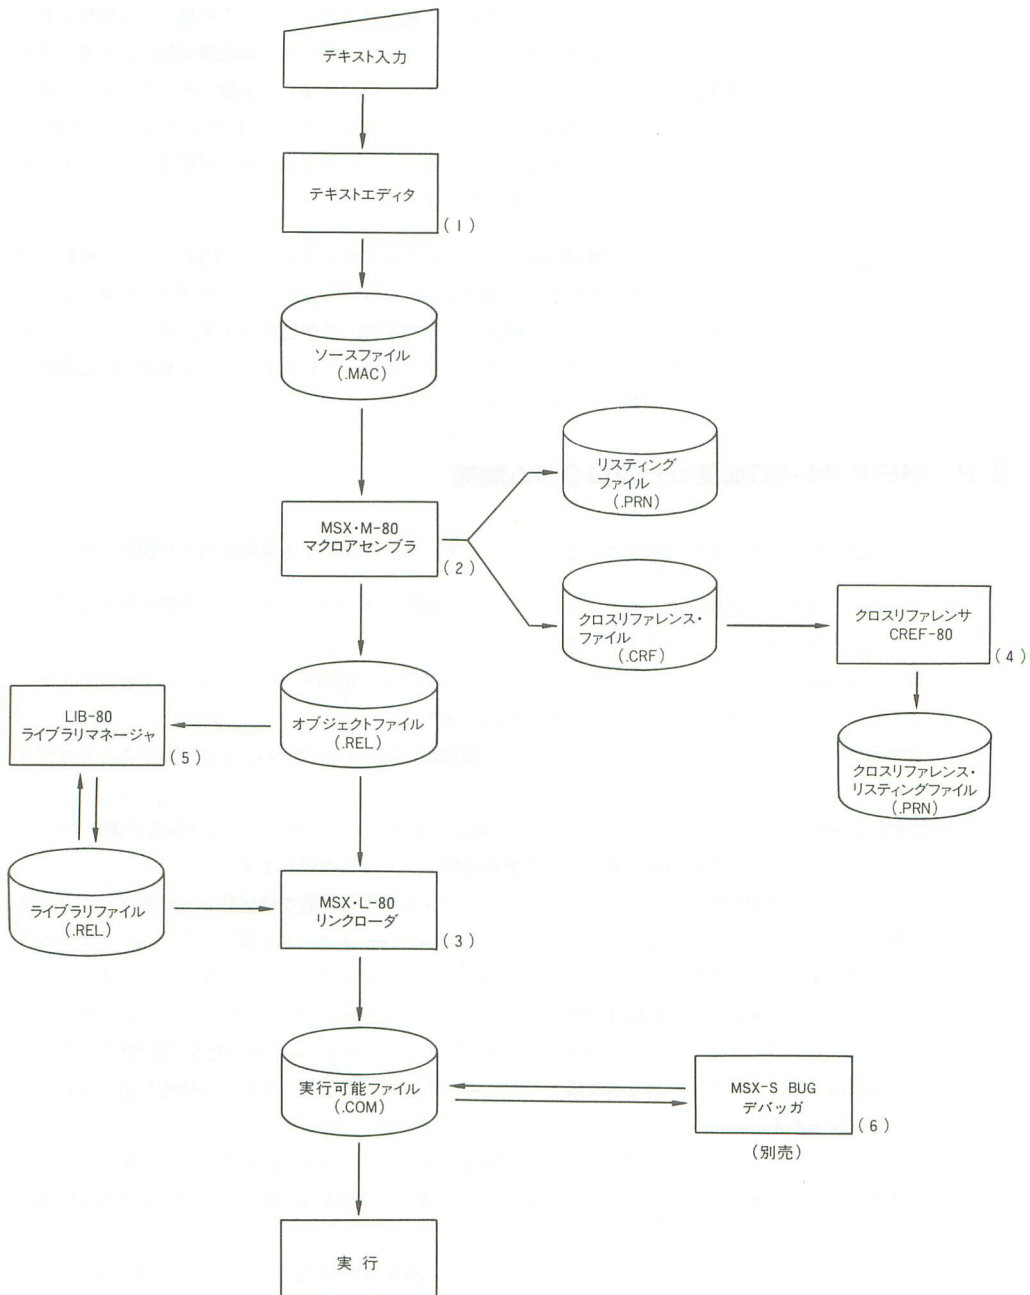 テキスト入力
テキストエディタ
(1)
ソースファイル
(.MAC)
リスティング
ファイル
(.PRN)
MSX・M-80
マクロアセンブラ
(2)
クロスリファレンス・
ファイル
(.CRF)
クロスリファレンサ
CREF-80
(4)
LIB-80
ライブラリマネージャ
(5)
オブジェクトファイル
(.REL)
クロスリファレンス・
リスティングファイル
(.PRN)
ライブラリファイル
(.REL)
MSX・L-80
リンクローダ
(3)
実行可能ファイル
(.COM)
MSX-S BUG
デバッガ
(6)
(別売)
実 行